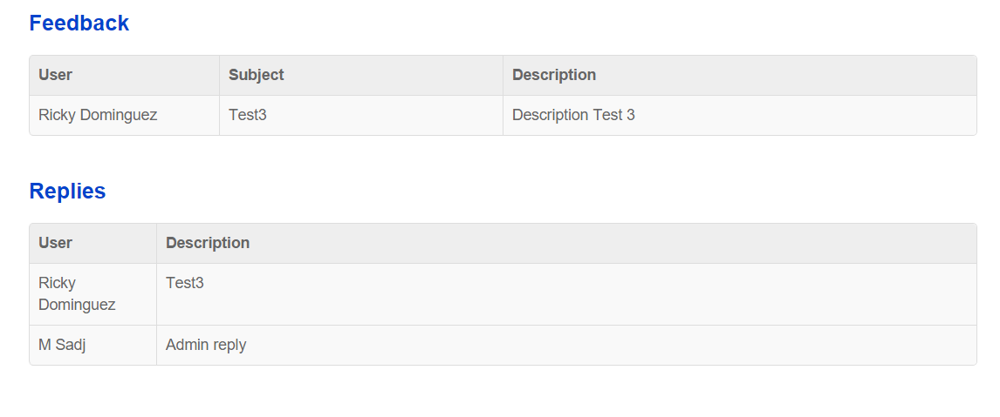 Feedback
User Subject Description
Ricky Dominguez Test3 Description Test 3
Replies
User Description
Ricky Test3
Dominguez
M Sadj Admin reply